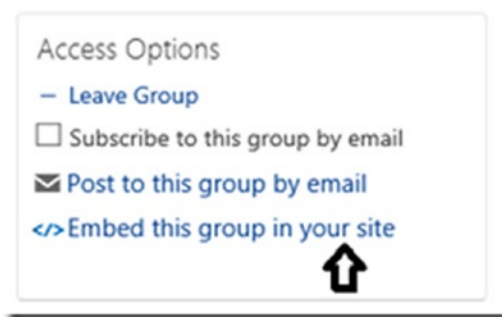 Access Options
– Leave Group
Subscribe to this group by email
Post to this group by email
</> Embed this group in your site